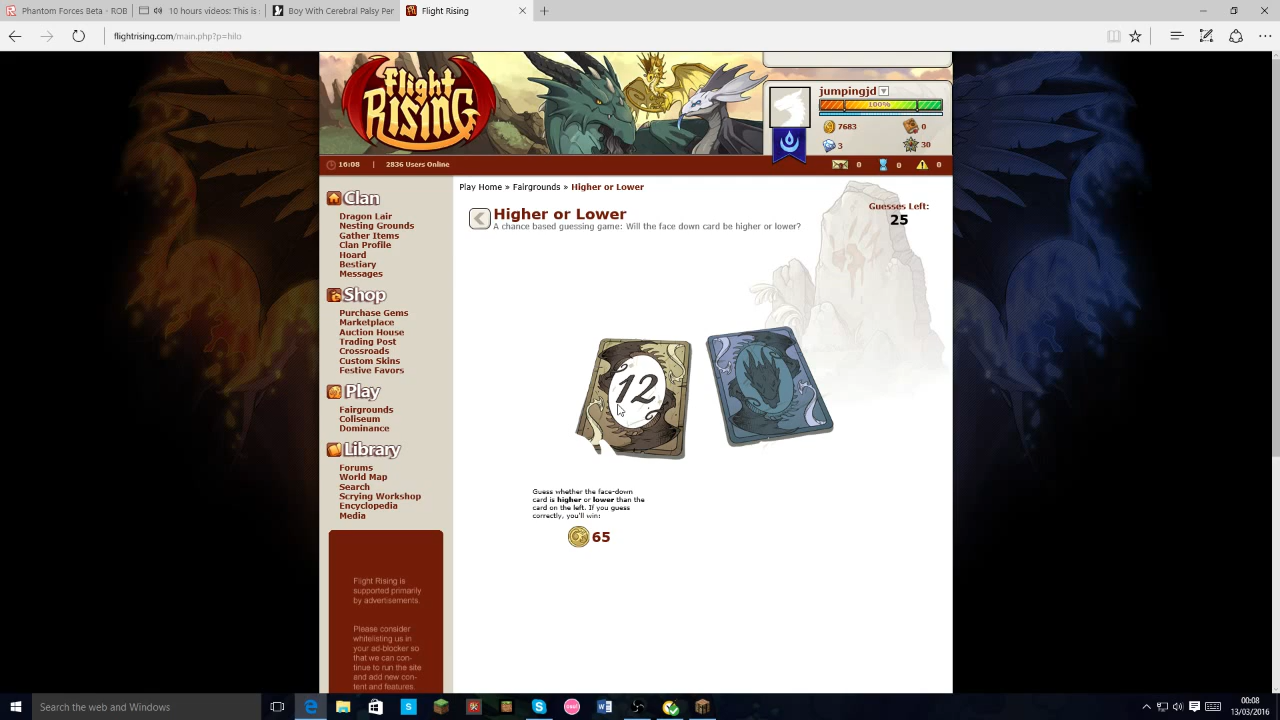 Phantom Forces Beta - ROB
10 hours videos: This is :
Jordan Cerebral Palsy Vid
Flight Rising
flightrising.com/main.php?p=hilo
Flight
RISING
jumpingjd
100%
7683
0
3
30
16:08 | 2836 Users Online
0
0
0
Clan
Dragon Lair
Nesting Grounds
Gather Items
Clan Profile
Hoard
Bestiary
Messages
Shop
Purchase Gems
Marketplace
Auction House
Trading Post
Crossroads
Custom Skins
Festive Favors
Play
Fairgrounds
Coliseum
Dominance
Library
Forums
World Map
Search
Scrying Workshop
Encyclopedia
Media
Flight Rising is
supported primarily
by advertisements.
Please consider
whitelisting us in
your ad-blocker so
that we can con-
tinue to run the site
and add new con-
tent and features.
Play Home » Fairgrounds » Higher or Lower
Higher or Lower
A chance based guessing game: Will the face down card be higher or lower?
Guesses Left:
25
12
Guess whether the face-down
card is higher or lower than the
card on the left. If you guess
correctly, you'll win:
65
Search the web and Windows
00:08
13/03/2016